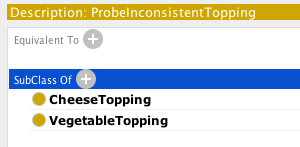 Description: ProbeInconsistentTopping
Equivalent To
SubClass Of
CheeseTopping
VegetableTopping